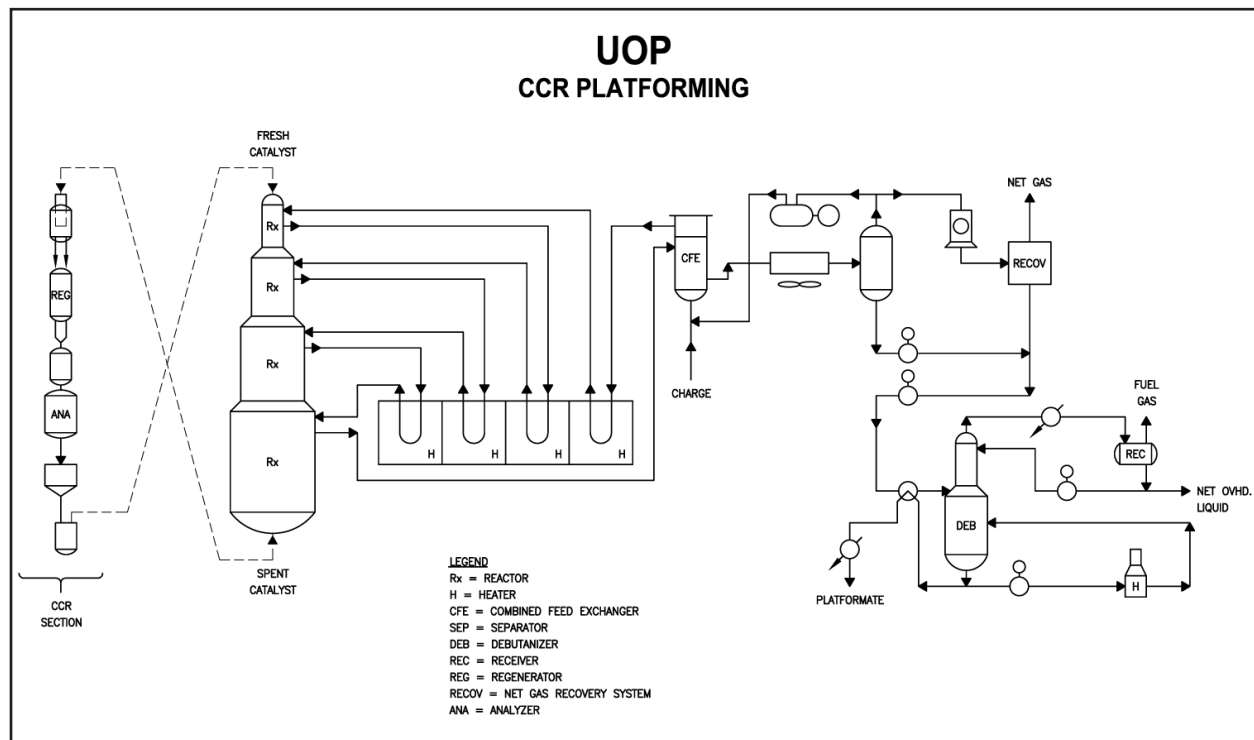 UOP
CCR PLATFORMING
FRESH
CATALYST
NET GAS
Rx
CFE
RECOV
REG
Rx
Rx
CHARGE
FUEL
GAS
ANA
REC
H
H
H
H
Rx
NET OVHD.
LIQUID
DEB
SPENT
CATALYST
H
PLATFORMATE
CCR
SECTION
LEGEND
Rx = REACTOR
H = HEATER
CFE = COMBINED FEED EXCHANGER
SEP = SEPARATOR
DEB = DEBUTANIZER
REC = RECEIVER
REG = REGENERATOR
RECOV = NET GAS RECOVERY SYSTEM
ANA = ANALYZER